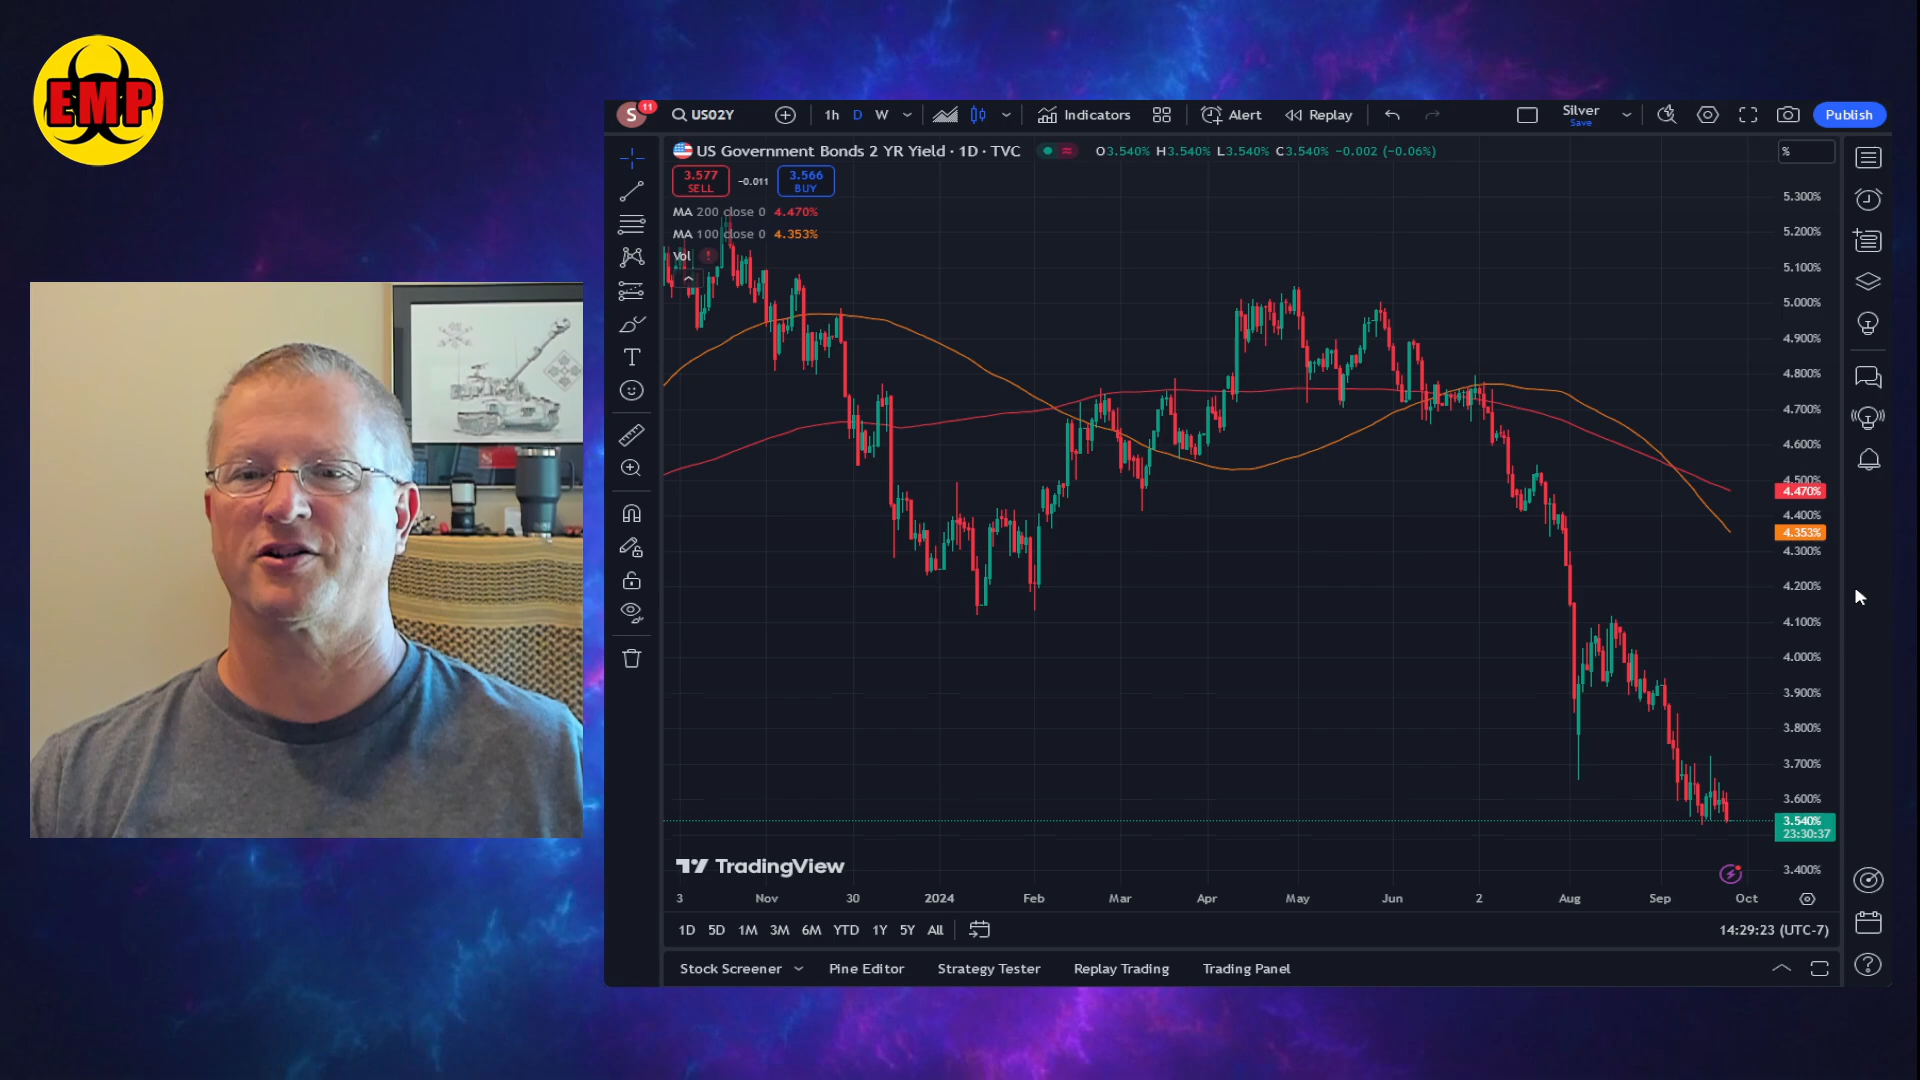 EMP
S
11
US02Y
1h
D
W
Indicators
Alert
Replay
Silver
Save
Publish
US Government Bonds 2 YR Yield · 1D · TVC
O3.540% H3.540% L3.540% C3.540% -0.002 (-0.06%)
%
3.577
SELL
-0.011
3.566
BUY
MA 200 close 0 4.470%
MA 100 close 0 4.353%
Vol
5.300%
5.200%
5.100%
5.000%
4.900%
4.800%
4.700%
4.600%
4.500%
4.470%
4.400%
4.353%
4.300%
4.200%
4.100%
4.000%
3.900%
3.800%
3.700%
3.600%
3.540%
23:30:37
3.400%
TradingView
3
Nov
30
2024
Feb
Mar
Apr
May
Jun
2
Aug
Sep
Oct
1D
5D
1M
3M
6M
YTD
1Y
5Y
All
14:29:23 (UTC-7)
Stock Screener
Pine Editor
Strategy Tester
Replay Trading
Trading Panel